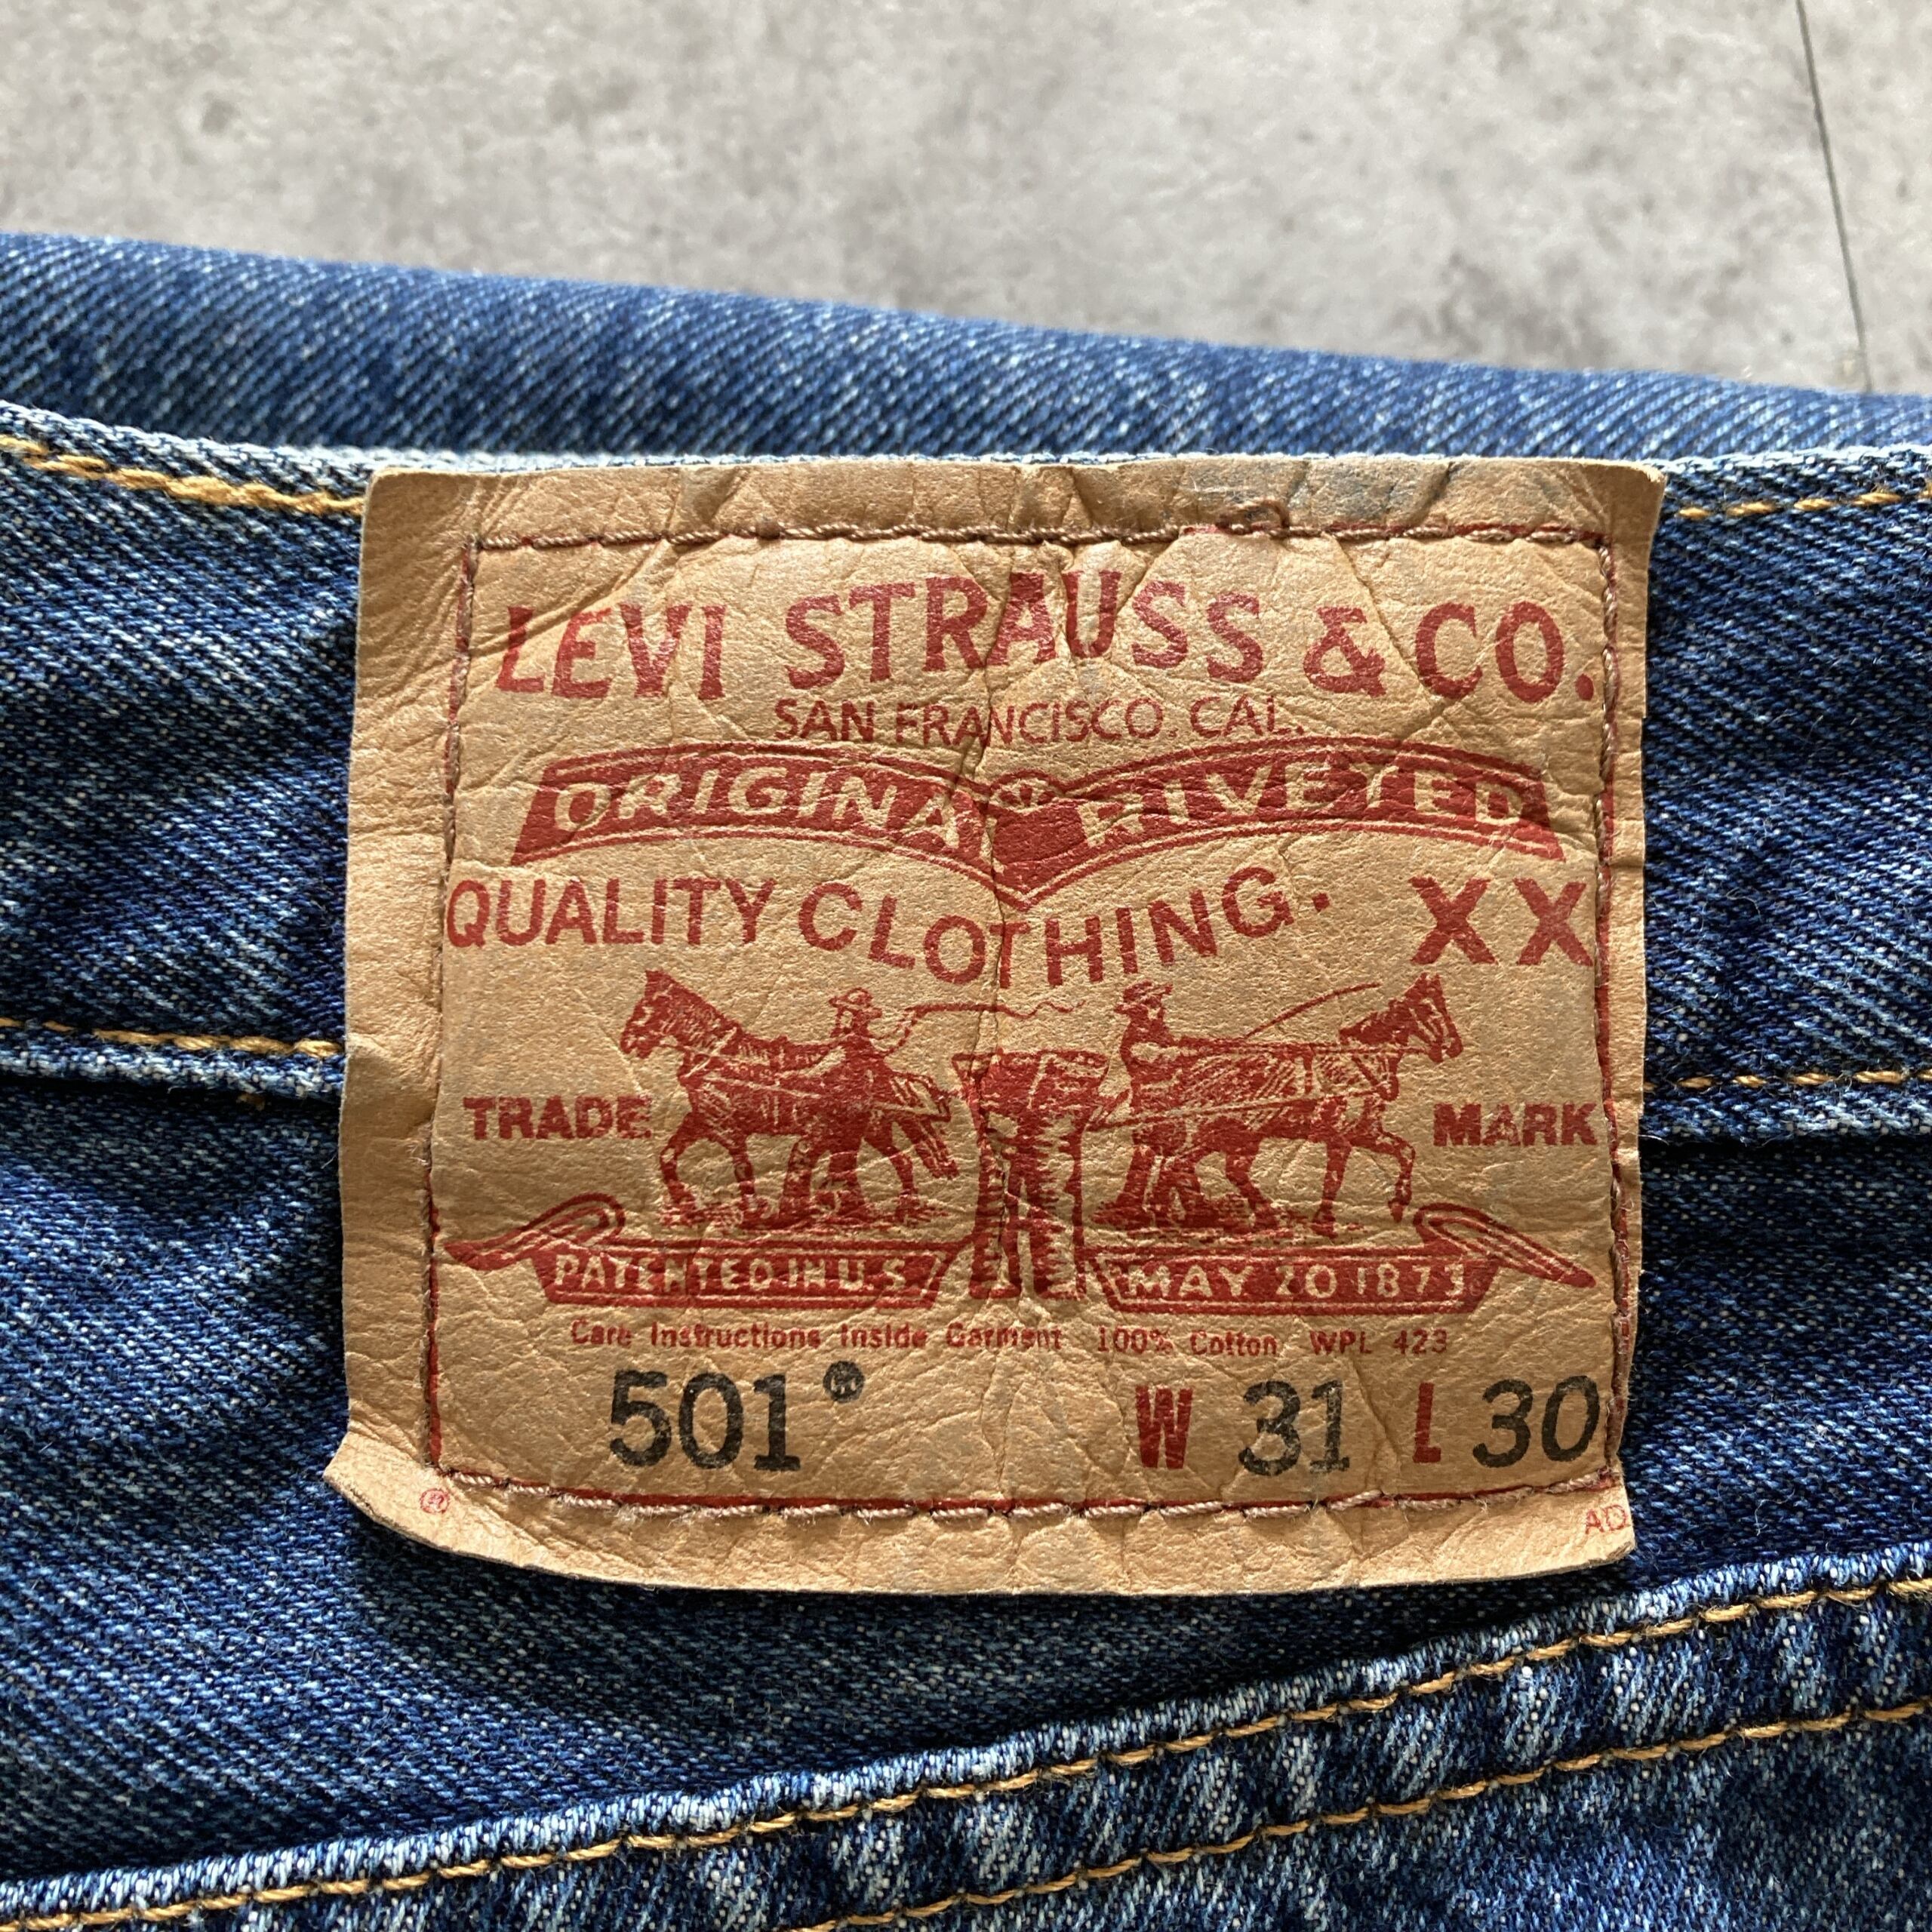 LEVI STRAUSS & CO.
SAN FRANCISCO. CAL.
ORIGINAL RIVETED
QUALITY CLOTHING. XX
TRADE MARK
PATENTED IN U.S. MAY 20 1873
Care Instructions Inside Garment 100% Cotton WPL 423
501® W 31 L 30
® AD